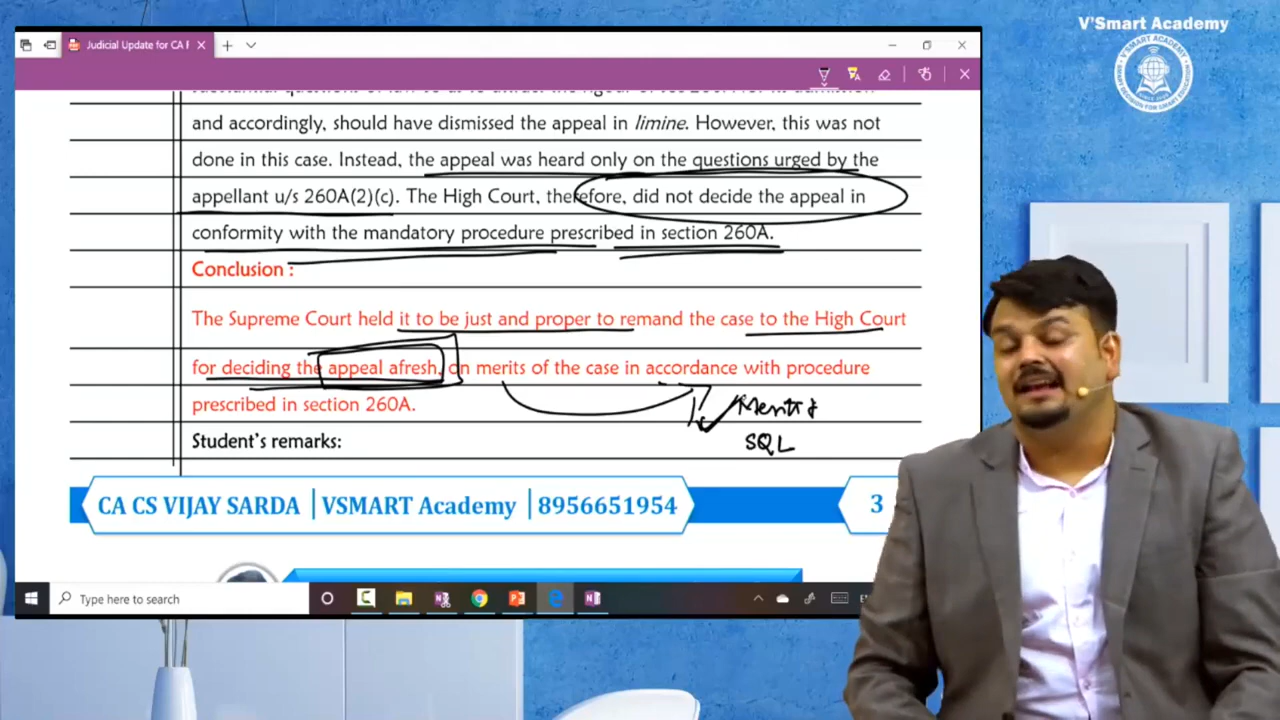 V'Smart Academy
Judicial Update for CA F
and accordingly, should have dismissed the appeal in limine. However, this was not
done in this case. Instead, the appeal was heard only on the questions urged by the
appellant u/s 260A(2)(c). The High Court, therefore, did not decide the appeal in
conformity with the mandatory procedure prescribed in section 260A.
Conclusion :
The Supreme Court held it to be just and proper to remand the case to the High Court
for deciding the appeal afresh, on merits of the case in accordance with procedure
prescribed in section 260A.
SQL
Student's remarks:
CA CS VIJAY SARDA | VSMART Academy | 8956651954
3
Type here to search